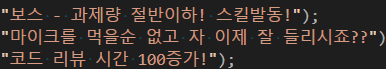 "보스 - 과제량 절반이하! 스킬발동!");
"마이크를 먹을순 없고 자 이제 잘 들리시죠??")
"코드 리뷰 시간 100증가!");